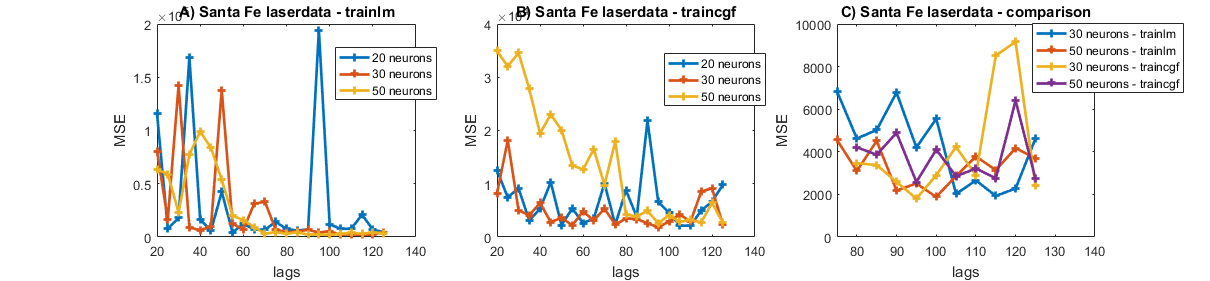 A) Santa Fe laserdata - trainlm
2
1.5
1
0.5
0
20
40
60
80
100
120
140
MSE
lags
20 neurons
30 neurons
50 neurons
B) Santa Fe laserdata - traincgf
4
3
2
1
0
20
40
60
80
100
120
140
MSE
lags
20 neurons
30 neurons
50 neurons
C) Santa Fe laserdata - comparison
10000
8000
6000
4000
2000
0
80
90
100
110
120
130
140
MSE
lags
30 neurons - trainlm
50 neurons - trainlm
30 neurons - traincgf
50 neurons - traincgf